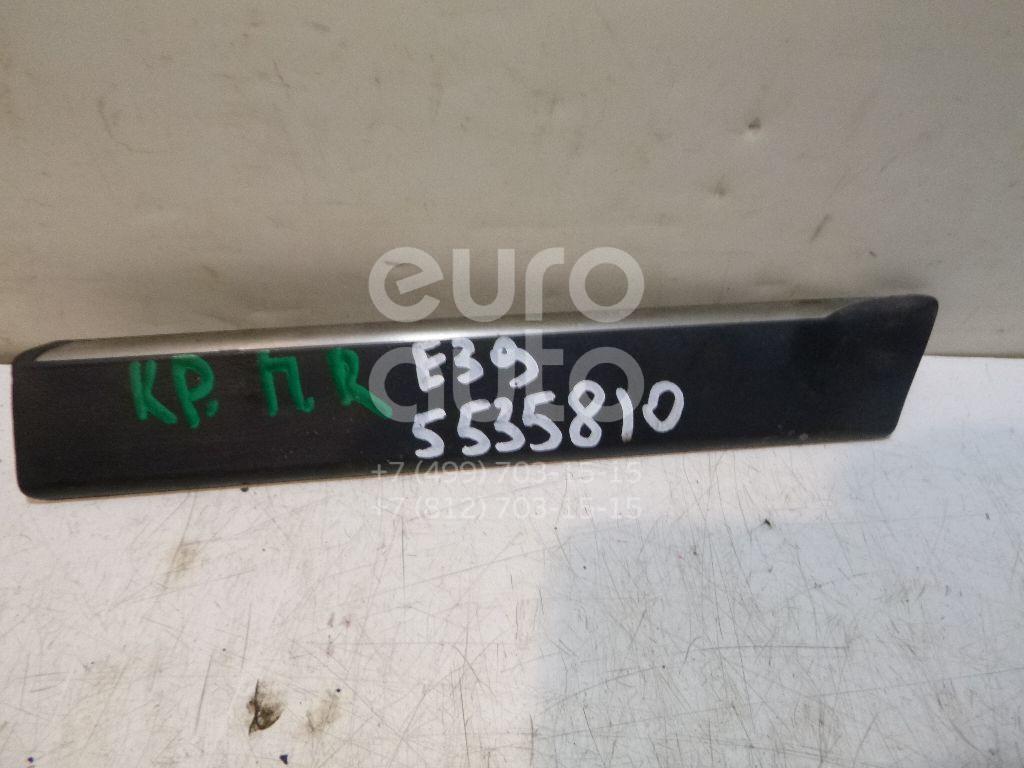 КР. П. R
E39
5535810
euro
auto
+7 (499) 703-15-15
+7 (812) 703-15-15